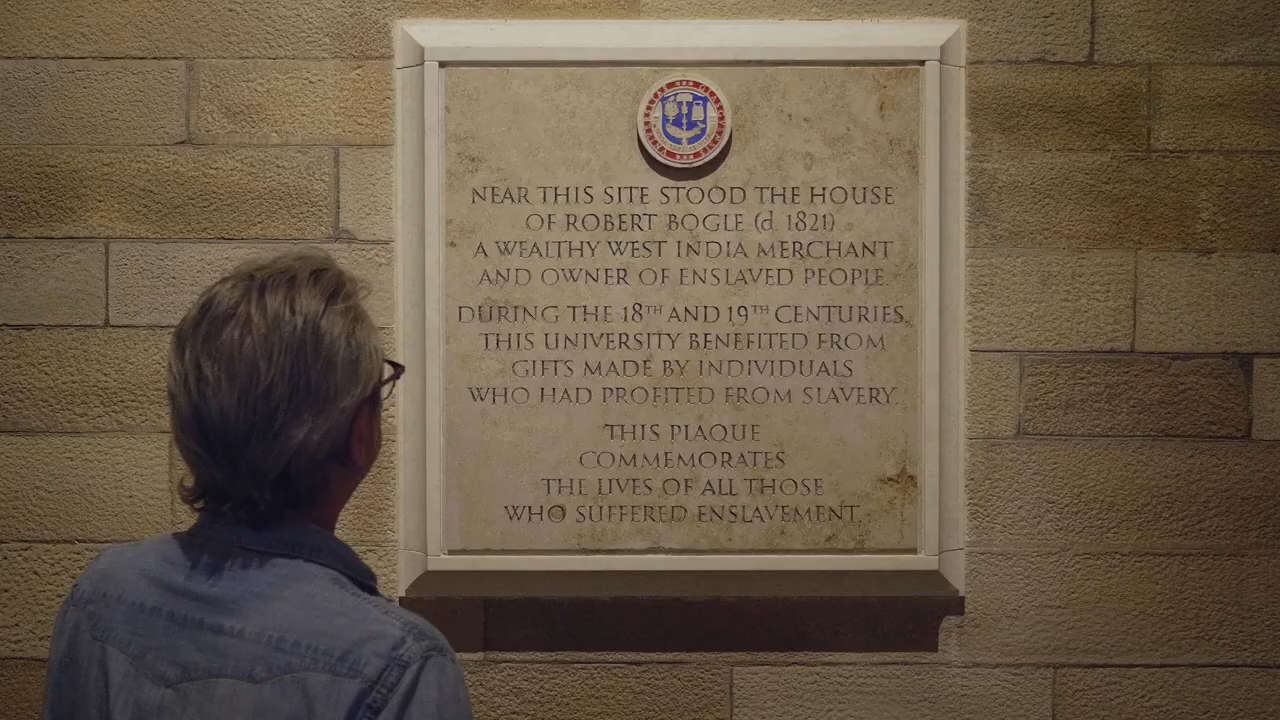 NEAR THIS SITE STOOD THE HOUSE
OF ROBERT BOGLE (d. 1821)
A WEALTHY WEST INDIA MERCHANT
AND OWNER OF ENSLAVED PEOPLE.
DURING THE 18TH AND 19TH CENTURIES,
THIS UNIVERSITY BENEFITED FROM
GIFTS MADE BY INDIVIDUALS
WHO HAD PROFITED FROM SLAVERY.
THIS PLAQUE
COMMEMORATES
THE LIVES OF ALL THOSE
WHO SUFFERED ENSLAVEMENT.